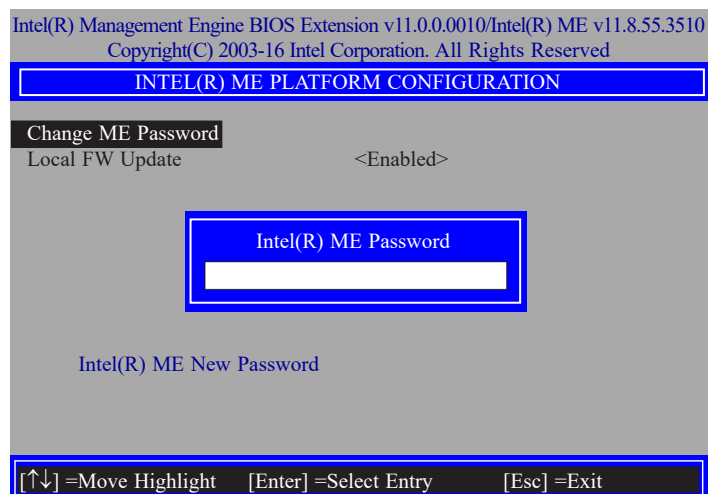 Intel(R) Management Engine BIOS Extension v11.0.0.0010/Intel(R) ME v11.8.55.3510
Copyright(C) 2003-16 Intel Corporation. All Rights Reserved
INTEL(R) ME PLATFORM CONFIGURATION
Change ME Password
Local FW Update <Enabled>
Intel(R) ME Password
Intel(R) ME New Password
[↑↓] =Move Highlight [Enter] =Select Entry [Esc] =Exit